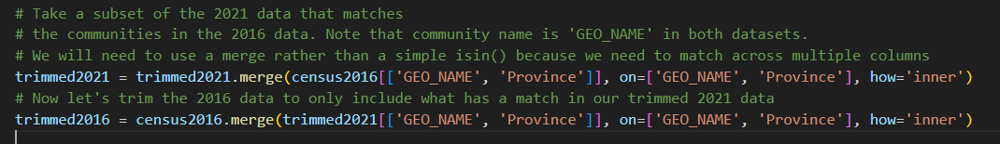 # Take a subset of the 2021 data that matches
# the communities in the 2016 data. Note that community name is 'GEO_NAME' in both datasets.
# We will need to use a merge rather than a simple isin() because we need to match across multiple columns
trimmed2021 = trimmed2021.merge(census2016[['GEO_NAME', 'Province']], on=['GEO_NAME', 'Province'], how='inner')
# Now let's trim the 2016 data to only include what has a match in our trimmed 2021 data
trimmed2016 = census2016.merge(trimmed2021[['GEO_NAME', 'Province']], on=['GEO_NAME', 'Province'], how='inner')